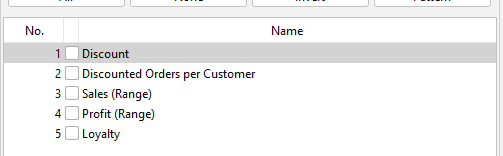 All None Invert Pattern
No. Name
1 Discount
2 Discounted Orders per Customer
3 Sales (Range)
4 Profit (Range)
5 Loyalty